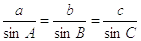 a / sin A = b / sin B = c / sin C